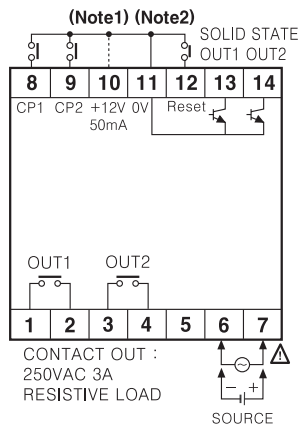 (Note1) (Note2)
SOLID STATE
OUT1 OUT2
8 9 10 11 12 13 14
CP1 CP2 +12V 0V Reset
50mA
OUT1 OUT2
1 2 3 4 5 6 7
CONTACT OUT :
250VAC 3A
RESISTIVE LOAD
− +
SOURCE